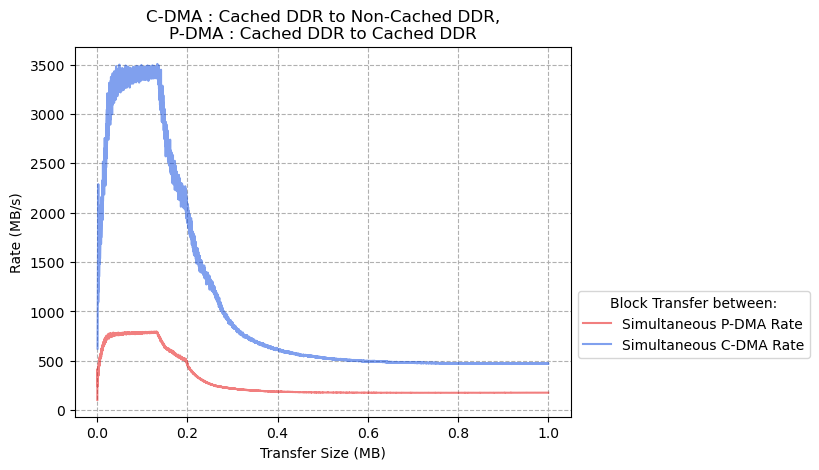 C-DMA : Cached DDR to Non-Cached DDR,
P-DMA : Cached DDR to Cached DDR
Rate (MB/s)
3500
3000
2500
2000
1500
1000
500
0
0.0 0.2 0.4 0.6 0.8 1.0
Transfer Size (MB)
Block Transfer between:
Simultaneous P-DMA Rate
Simultaneous C-DMA Rate